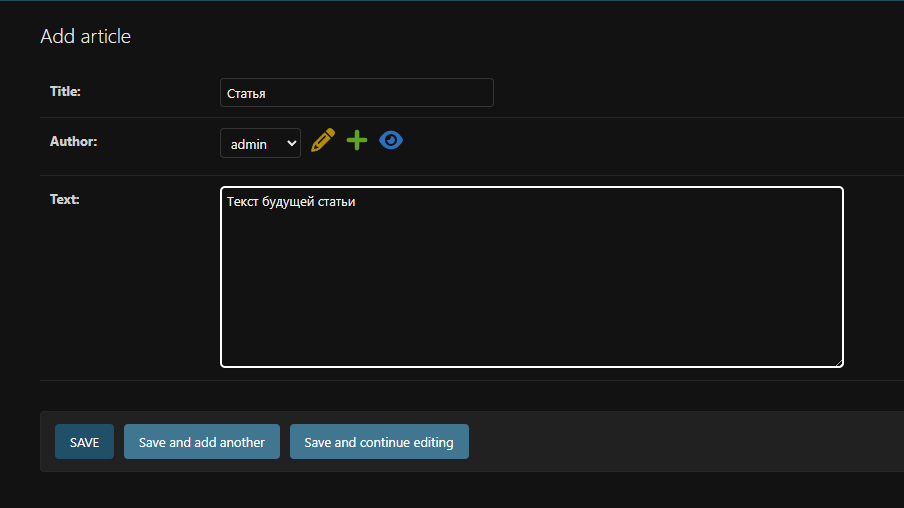 Add article
Title:
Статья
Author:
admin
Text:
Текст будущей статьи
SAVE
Save and add another
Save and continue editing